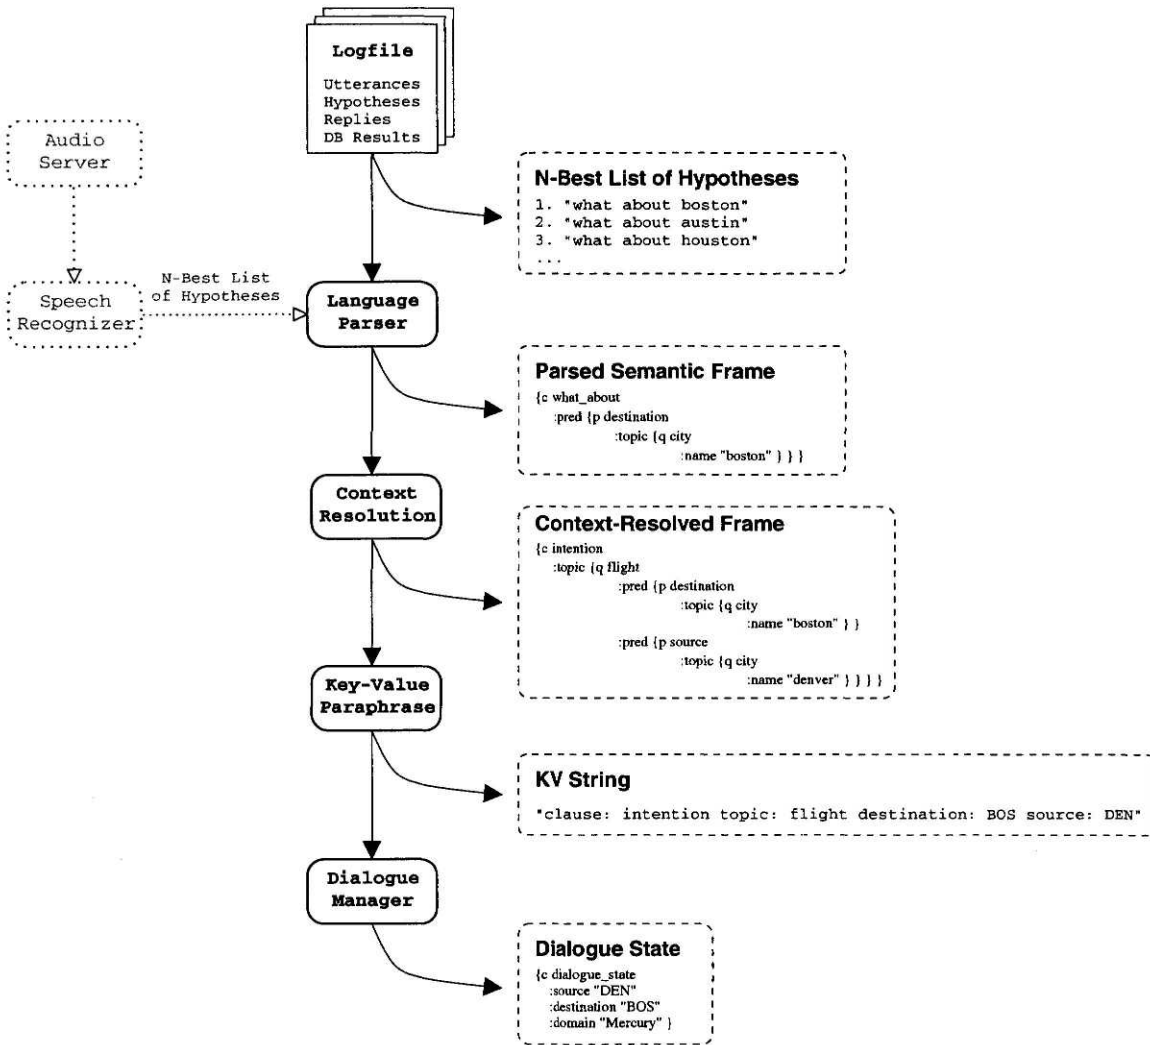 Logfile
Utterances
Hypotheses
Replies
DB Results
Audio
Server
N-Best List of Hypotheses
1. "what about boston"
2. "what about austin"
3. "what about houston"
...
N-Best List
of Hypotheses
Speech
Recognizer
Language
Parser
Parsed Semantic Frame
{c what_about
:pred {p destination
:topic {q city
:name "boston" } } }
Context
Resolution
Context-Resolved Frame
{c intention
:topic {q flight
:pred {p destination
:topic {q city
:name "boston" } }
:pred {p source
:topic {q city
:name "denver" } } } }
Key-Value
Paraphrase
KV String
"clause: intention topic: flight destination: BOS source: DEN"
Dialogue
Manager
Dialogue State
{c dialogue_state
:source "DEN"
:destination "BOS"
:domain "Mercury" }